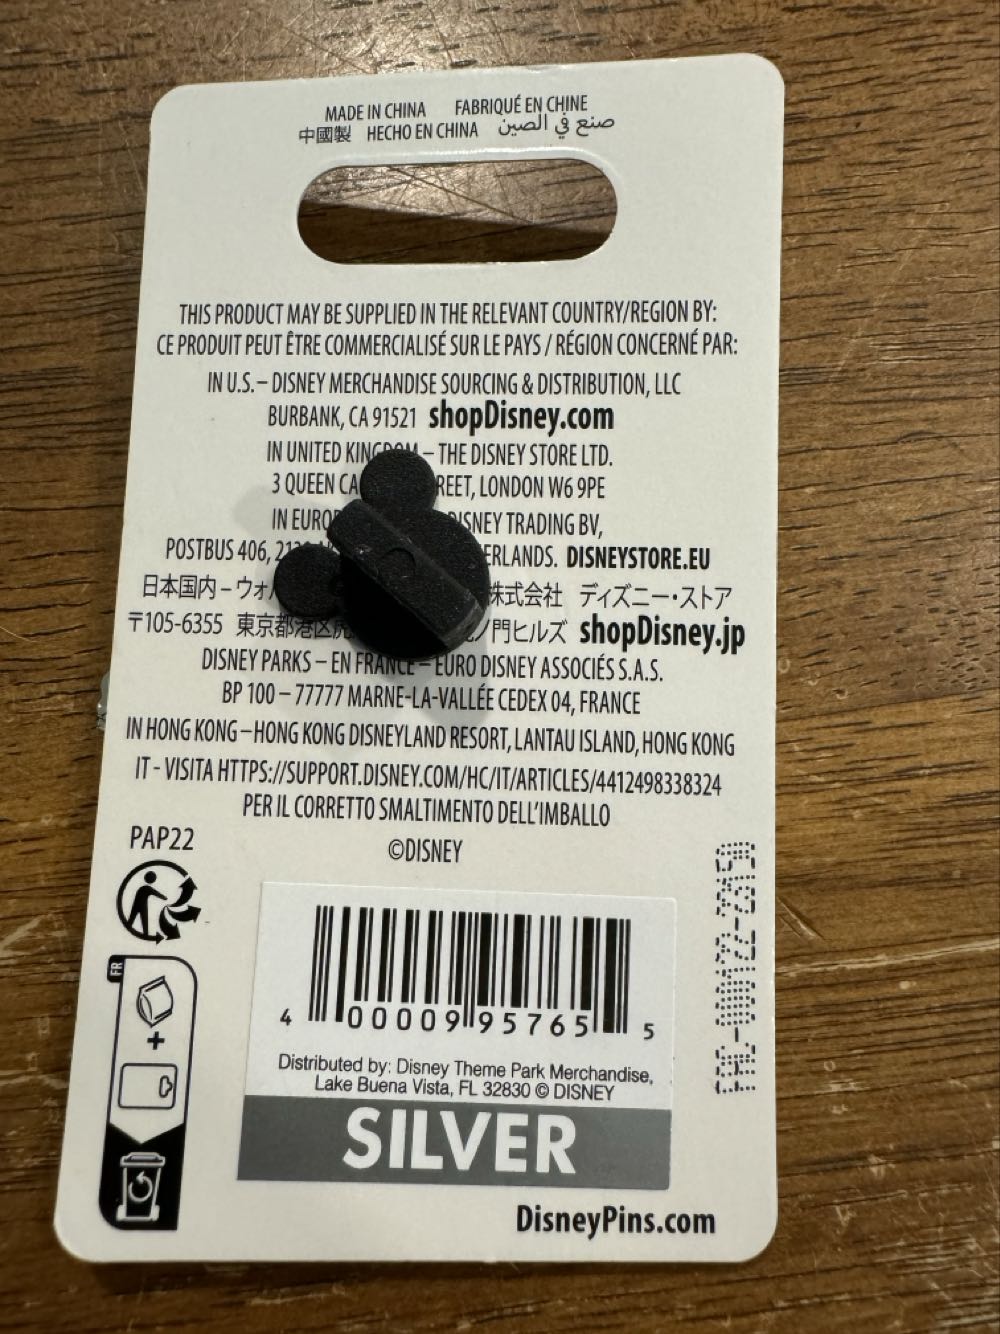 MADE IN CHINA FABRIQUÉ EN CHINE
中國製 HECHO EN CHINA صنع في الصين
THIS PRODUCT MAY BE SUPPLIED IN THE RELEVANT COUNTRY/REGION BY:
CE PRODUIT PEUT ÊTRE COMMERCIALISÉ SUR LE PAYS / RÉGION CONCERNÉ PAR:
IN U.S. – DISNEY MERCHANDISE SOURCING & DISTRIBUTION, LLC
BURBANK, CA 91521 shopDisney.com
IN UNITED KINGDOM – THE DISNEY STORE LTD.
3 QUEEN LONDON W6 9PE
IN TRADING BV,
POSTBUS 406, DISNEYSTORE.EU
日本国内 – 株式会社 ディズニー・ストア
〒105-6355 東京都港区 門ヒルズ shopDisney.jp
DISNEY PARKS – EN FRANCE – EURO DISNEY ASSOCIÉS S.A.S.
BP 100 – 77777 MARNE-LA-VALLÉE CEDEX 04, FRANCE
IN HONG KONG – HONG KONG DISNEYLAND RESORT, LANTAU ISLAND, HONG KONG
IT - VISITA HTTPS://SUPPORT.DISNEY.COM/HC/IT/ARTICLES/4412498338324
PER IL CORRETTO SMALTIMENTO DELL'IMBALLO
©DISNEY
PAP22
FR
4 00009 95765 5
Distributed by: Disney Theme Park Merchandise,
Lake Buena Vista, FL 32830 © DISNEY
SILVER
DisneyPins.com